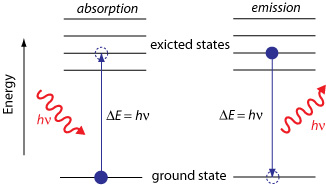 absorption
emission
exicted states
Energy
hν
ΔE = hν
ΔE = hν
hν
ground state